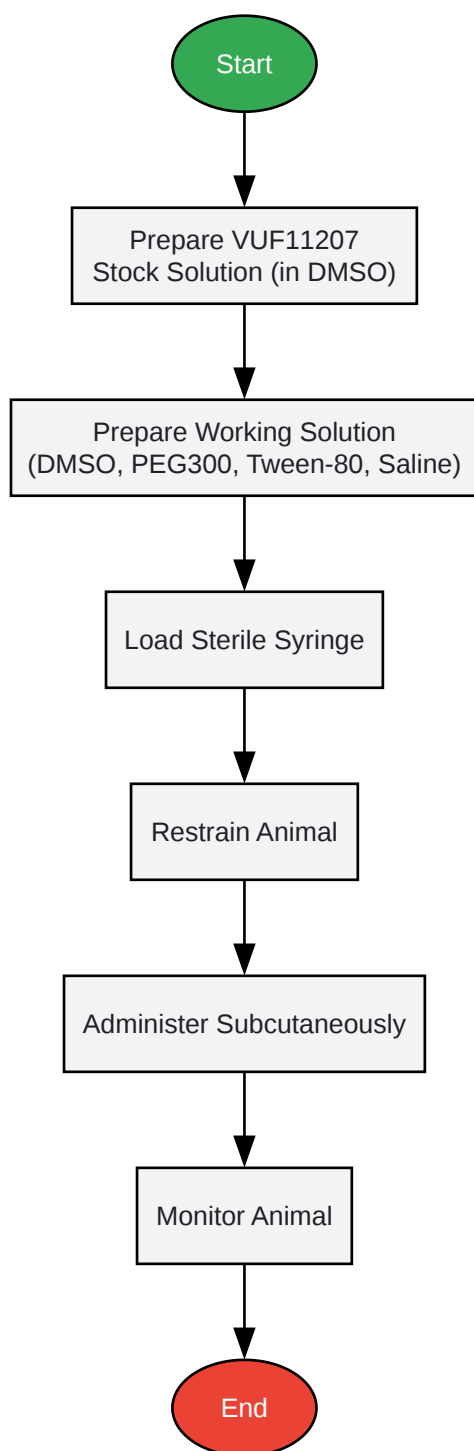 Start
Prepare VUF11207
Stock Solution (in DMSO)
Prepare Working Solution
(DMSO, PEG300, Tween-80, Saline)
Load Sterile Syringe
Restrain Animal
Administer Subcutaneously
Monitor Animal
End